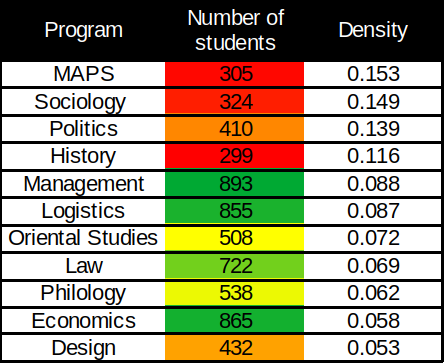 Program Number of students Density
MAPS 305 0.153
Sociology 324 0.149
Politics 410 0.139
History 299 0.116
Management 893 0.088
Logistics 855 0.087
Oriental Studies 508 0.072
Law 722 0.069
Philology 538 0.062
Economics 865 0.058
Design 432 0.053